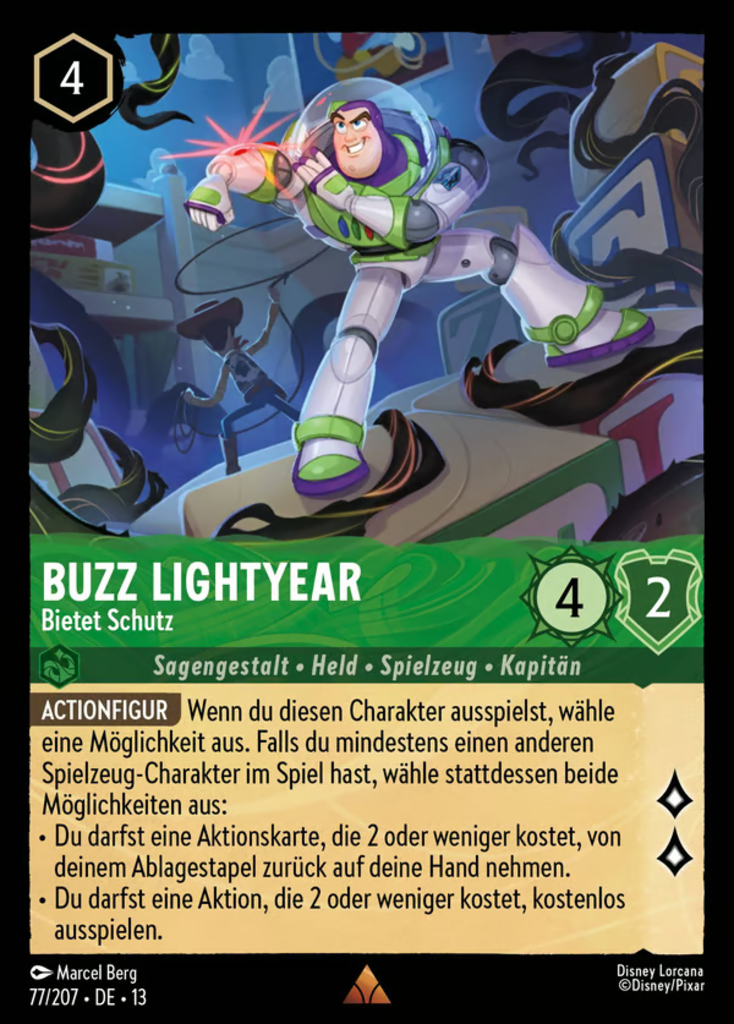 4
BUZZ LIGHTYEAR
Bietet Schutz
4
2
Sagengestalt • Held • Spielzeug • Kapitän
ACTIONFIGUR Wenn du diesen Charakter ausspielst, wähle
eine Möglichkeit aus. Falls du mindestens einen anderen
Spielzeug-Charakter im Spiel hast, wähle stattdessen beide
Möglichkeiten aus:
• Du darfst eine Aktionskarte, die 2 oder weniger kostet, von
deinem Ablagestapel zurück auf deine Hand nehmen.
• Du darfst eine Aktion, die 2 oder weniger kostet, kostenlos
ausspielen.
Marcel Berg
77/207 • DE • 13
Disney Lorcana
©Disney/Pixar